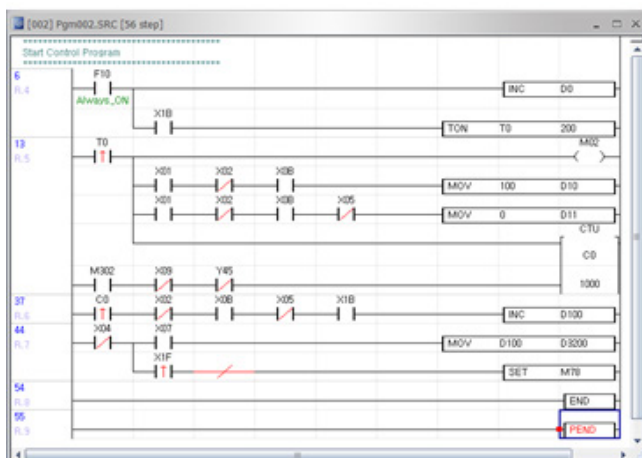 [002] Pgm002.SRC [56 step]
Start Control Program
6
R.4
F10
Always_ON
INC D0
X1B
TON T0 200
13
R.5
T0
M02
X01 X02 X0B
MOV 100 D10
X01 X02 X0B X05
MOV 0 D11
CTU
C0
1000
M302 X09 Y45
37
R.6
C0 X02 X0B X05 X1B
INC D100
44
R.7
X04 X07
MOV D100 D3200
X1F
SET M78
54
R.8
END
55
R.9
PEND